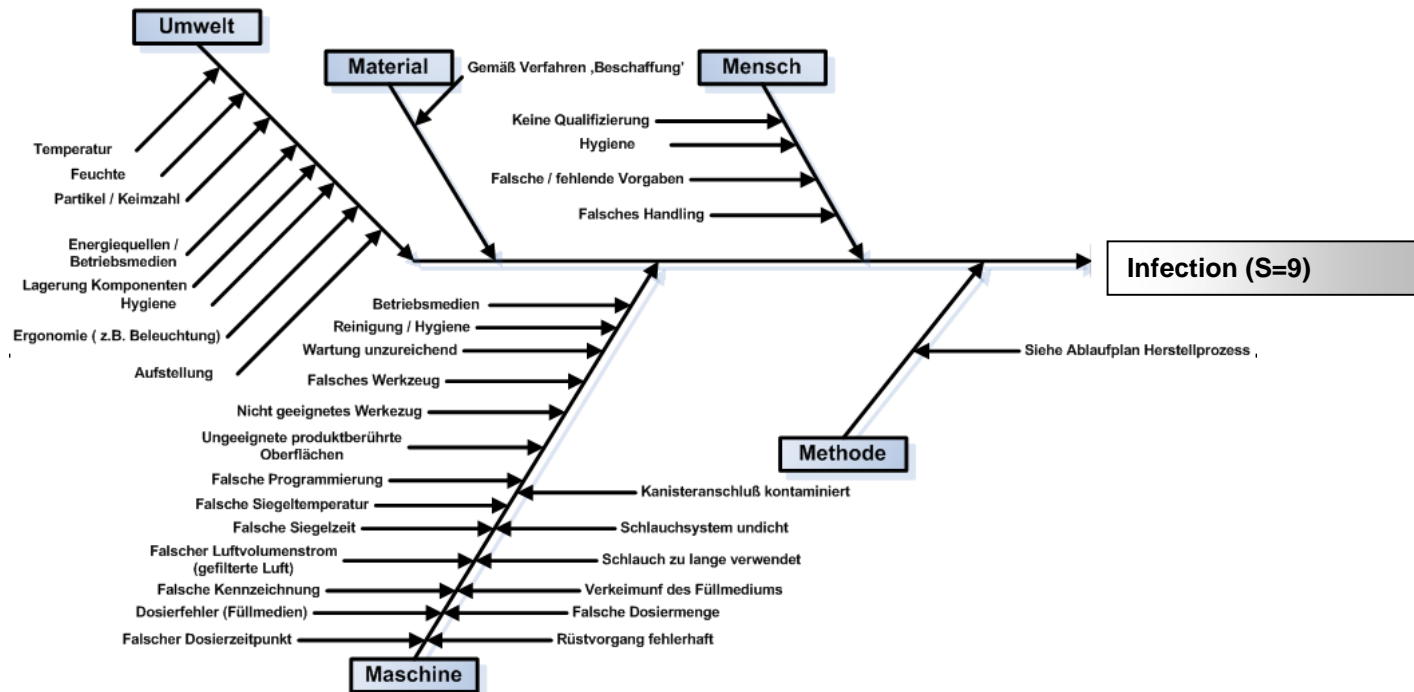 Umwelt
Material
Gemäß Verfahren ‚Beschaffung'
Mensch
Keine Qualifizierung
Hygiene
Falsche / fehlende Vorgaben
Falsches Handling
Temperatur
Feuchte
Partikel / Keimzahl
Energiequellen /
Betriebsmedien
Lagerung Komponenten
Hygiene
Ergonomie ( z.B. Beleuchtung)
Aufstellung
Infection (S=9)
Betriebsmedien
Reinigung / Hygiene
Wartung unzureichend
Falsches Werkzeug
Nicht geeignetes Werkezug
Ungeeignete produktberührte
Oberflächen
Falsche Programmierung
Falsche Siegeltemperatur
Falsche Siegelzeit
Falscher Luftvolumenstrom
(gefilterte Luft)
Falsche Kennzeichnung
Dosierfehler (Füllmedien)
Falscher Dosierzeitpunkt
Kanisteranschluß kontaminiert
Schlauchsystem undicht
Schlauch zu lange verwendet
Verkeimunf des Füllmediums
Falsche Dosiermenge
Rüstvorgang fehlerhaft
Maschine
Siehe Ablaufplan Herstellprozess
Methode